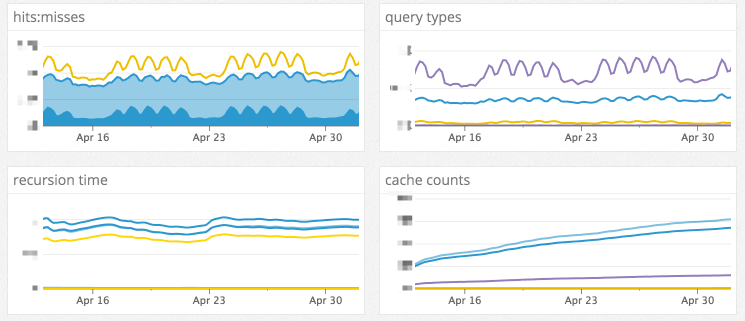 hits:misses
query types
Apr 16 Apr 23 Apr 30
Apr 16 Apr 23 Apr 30
recursion time
cache counts
Apr 16 Apr 23 Apr 30
Apr 16 Apr 23 Apr 30